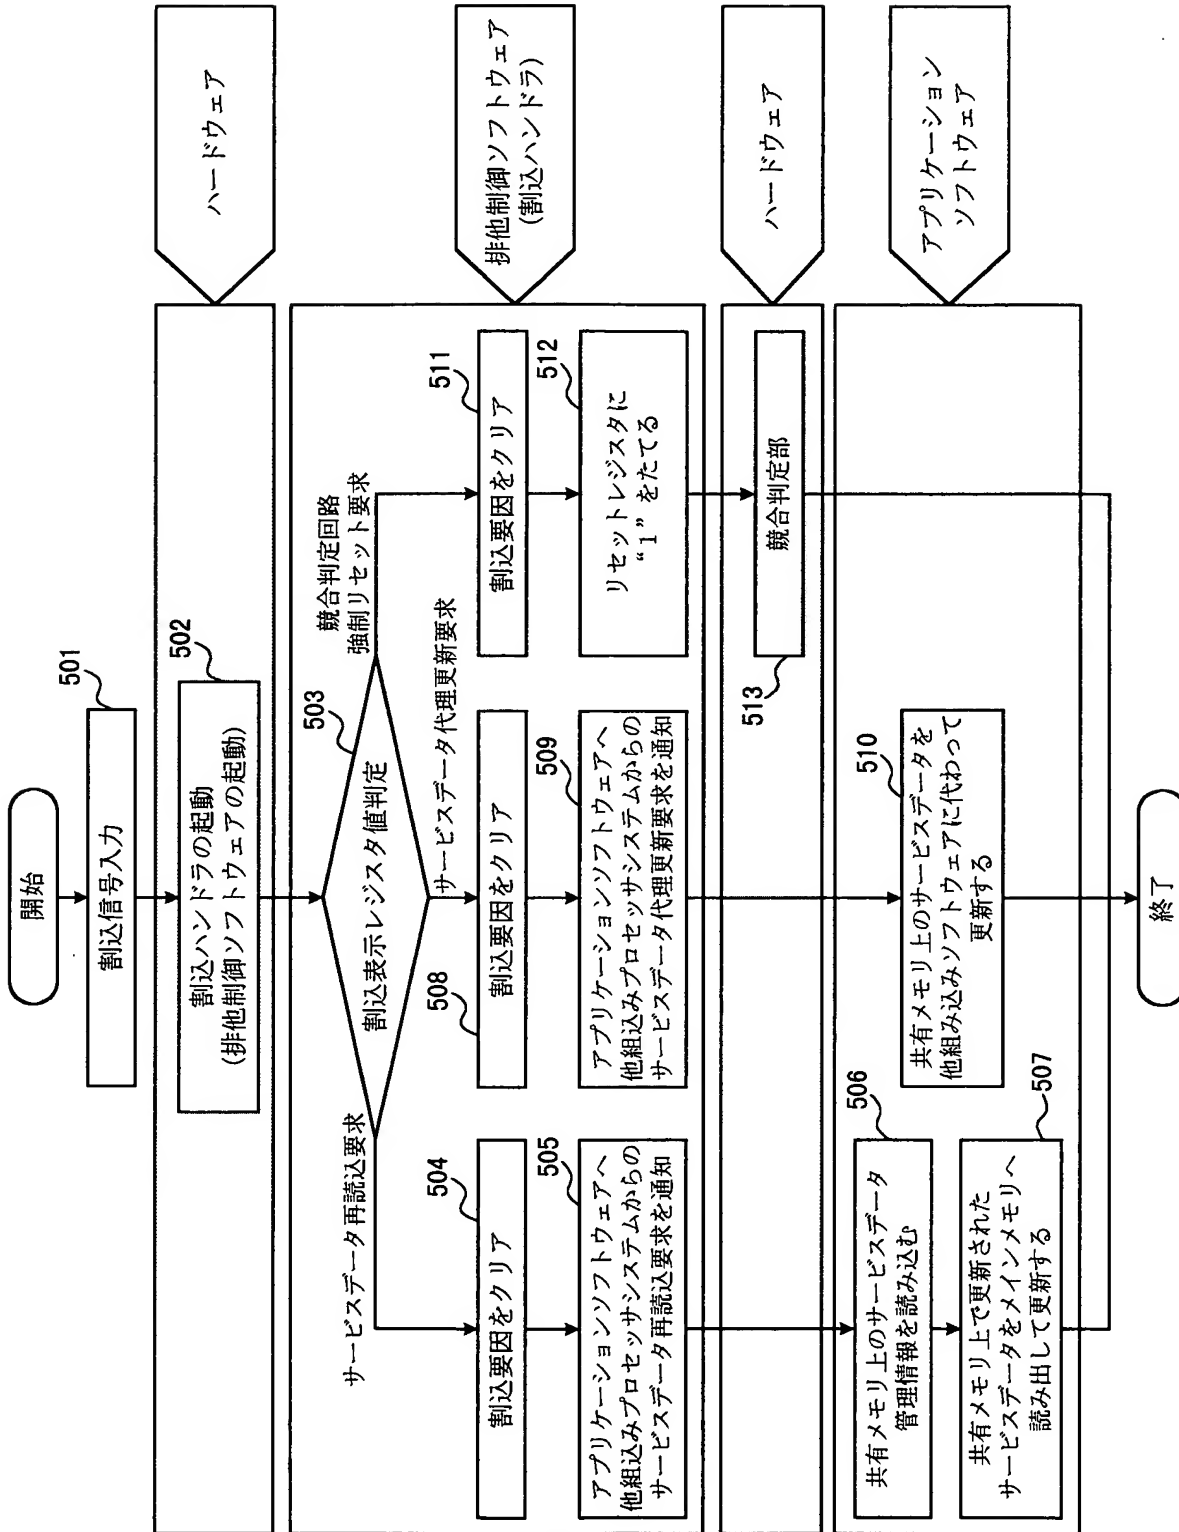 開始
501
割込信号入力
502
割込ハンドラの起動
(排他制御ソフトウェアの起動)
ハードウェア
503
割込表示レジスタ値判定
サービスデータ再読込要求
サービスデータ代理更新要求
競合判定回路
強制リセット要求
排他制御ソフトウェア
(割込ハンドラ)
504
割込要因をクリア
505
アプリケーションソフトウェアへ
他組込みプロセッサシステムからの
サービスデータ再読込要求を通知
508
割込要因をクリア
509
アプリケーションソフトウェアへ
他組込みプロセッサシステムからの
サービスデータ代理更新要求を通知
511
割込要因をクリア
512
リセットレジスタに
“1”をたてる
513
競合判定部
ハードウェア
506
共有メモリ上のサービスデータ
管理情報を読み込む
507
共有メモリ上で更新された
サービスデータをメインメモリへ
読み出して更新する
510
共有メモリ上のサービスデータを
他組み込みソフトウェアに代わって
更新する
アプリケーション
ソフトウェア
終了